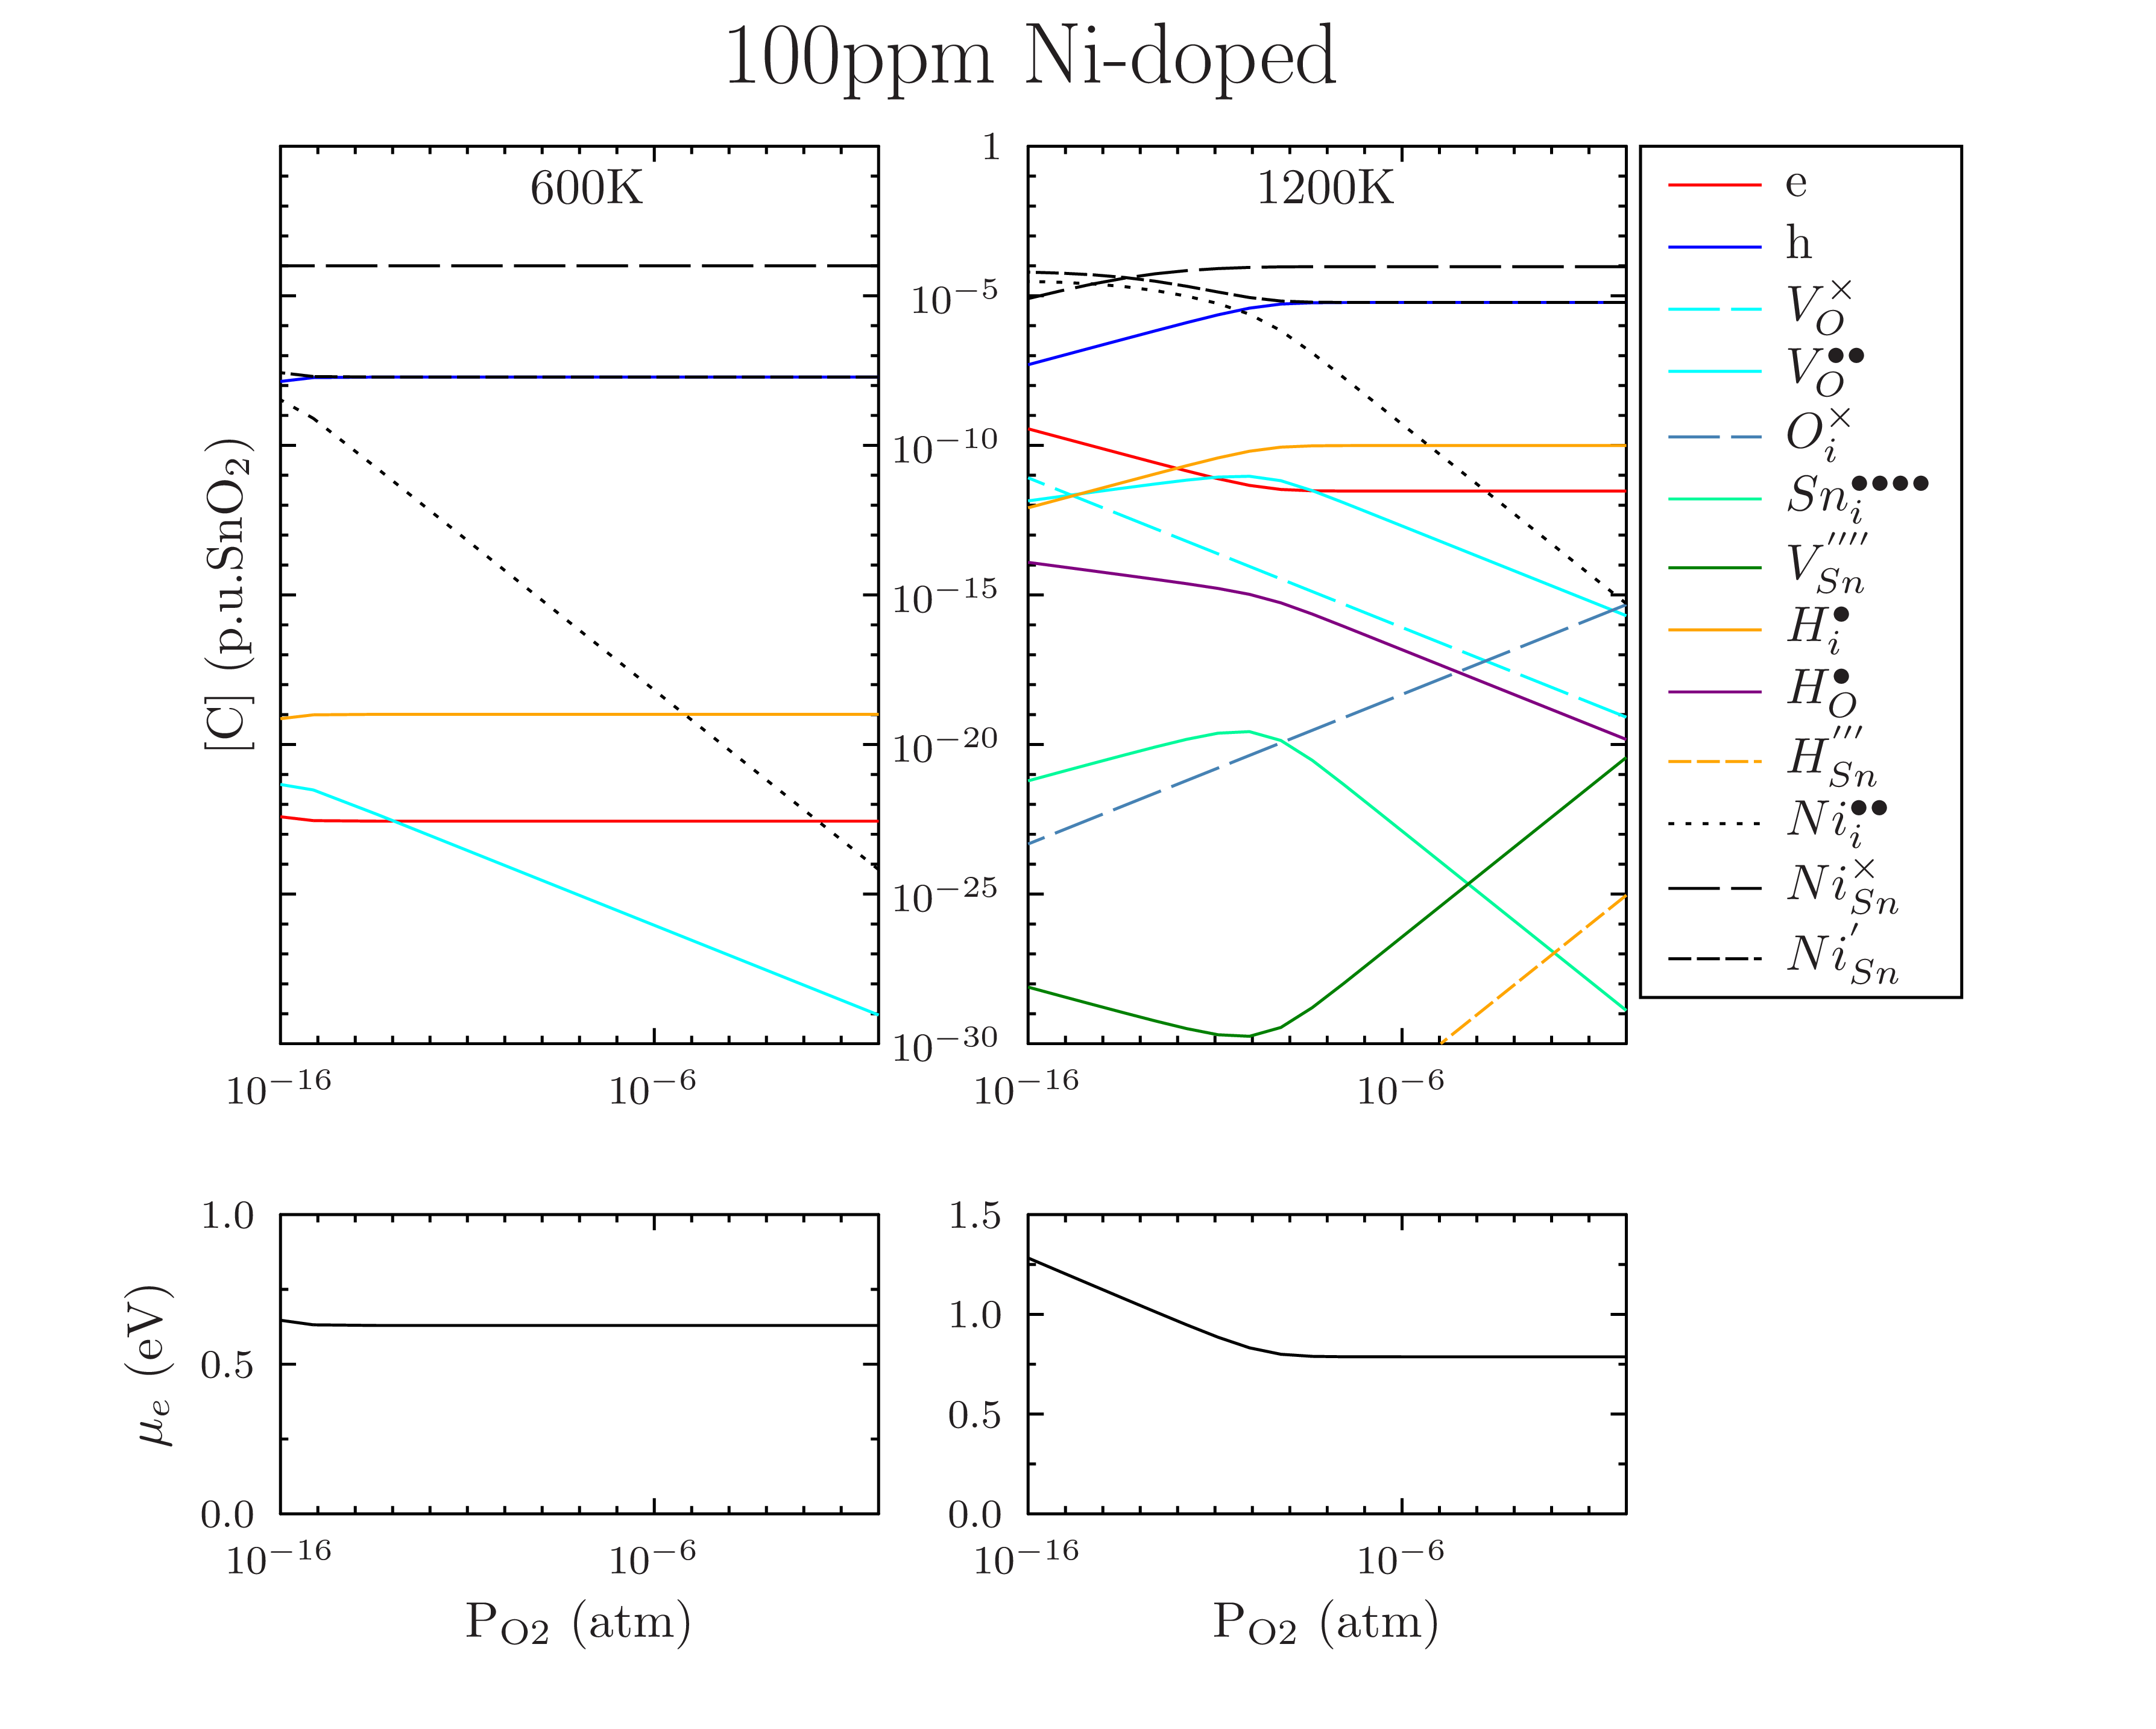 100ppm Ni-doped
600K
1200K
[C] (p.u.SnO₂)
1
10⁻⁵
10⁻¹⁰
10⁻¹⁵
10⁻²⁰
10⁻²⁵
10⁻³⁰
10⁻¹⁶ 10⁻⁶
10⁻¹⁶ 10⁻⁶
e
h
V_O^×
V_O^••
O_i^×
Sn_i^••••
V_Sn^''''
H_i^•
H_O^•
H_Sn^'''
Ni_i^••
Ni_Sn^×
Ni_Sn^'
μₑ (eV)
1.0
0.5
0.0
10⁻¹⁶ 10⁻⁶
P_O2 (atm)
1.5
1.0
0.5
0.0
10⁻¹⁶ 10⁻⁶
P_O2 (atm)